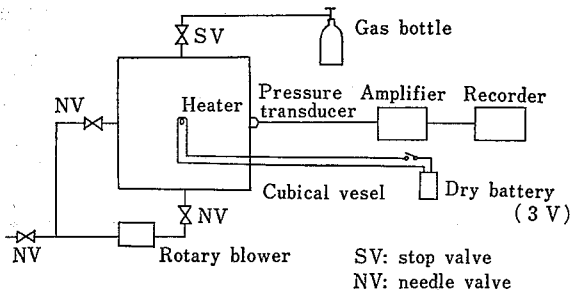 SV
Gas bottle
NV
Heater
Pressure
transducer
Amplifier
Recorder
Cubical vesel
Dry battery
(3 V)
NV
NV
Rotary blower
SV: stop valve
NV: needle valve